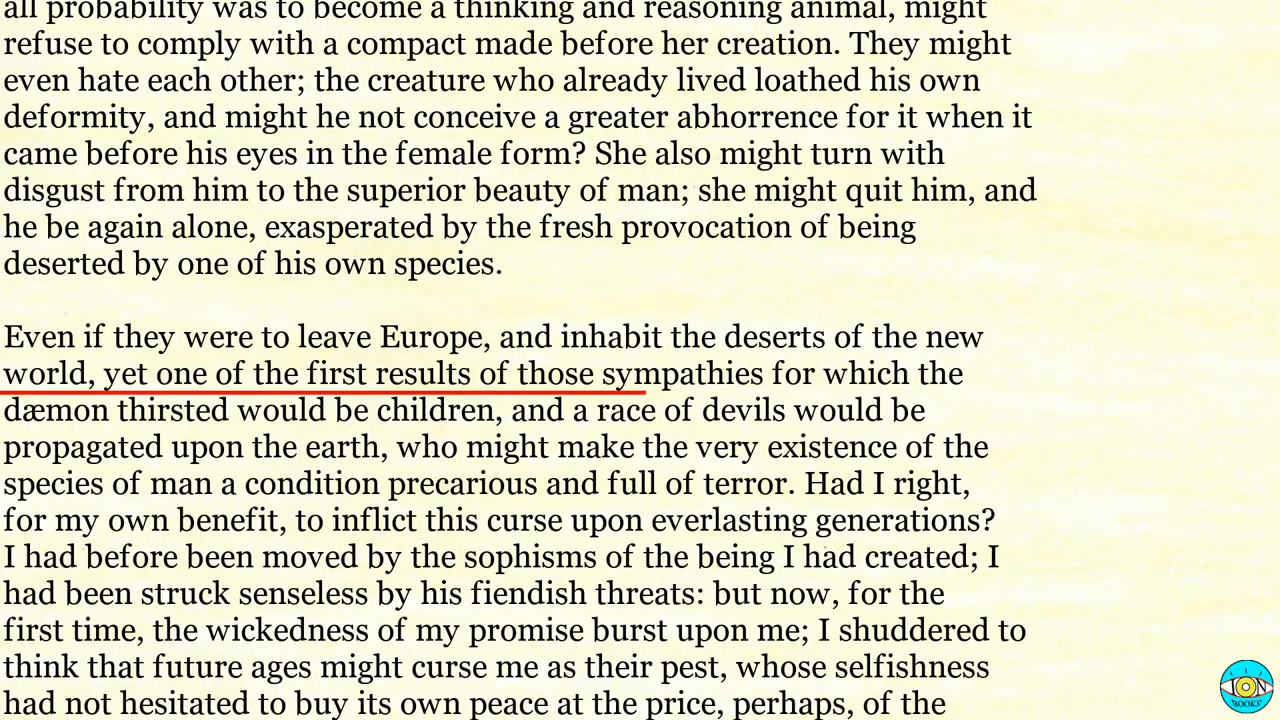 all probability was to become a thinking and reasoning animal, might
refuse to comply with a compact made before her creation. They might
even hate each other; the creature who already lived loathed his own
deformity, and might he not conceive a greater abhorrence for it when it
came before his eyes in the female form? She also might turn with
disgust from him to the superior beauty of man; she might quit him, and
he be again alone, exasperated by the fresh provocation of being
deserted by one of his own species.
Even if they were to leave Europe, and inhabit the deserts of the new
world, yet one of the first results of those sympathies for which the
dæmon thirsted would be children, and a race of devils would be
propagated upon the earth, who might make the very existence of the
species of man a condition precarious and full of terror. Had I right,
for my own benefit, to inflict this curse upon everlasting generations?
I had before been moved by the sophisms of the being I had created; I
had been struck senseless by his fiendish threats: but now, for the
first time, the wickedness of my promise burst upon me; I shuddered to
think that future ages might curse me as their pest, whose selfishness
had not hesitated to buy its own peace at the price, perhaps, of the
ION
BOOKS